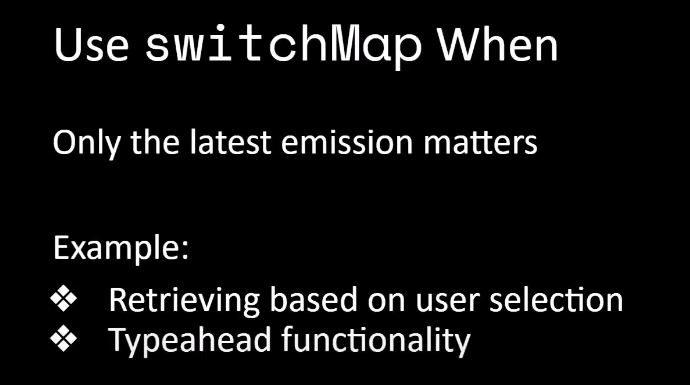 Use switchMap When
Only the latest emission matters
Example:
❖ Retrieving based on user selection
❖ Typeahead functionality